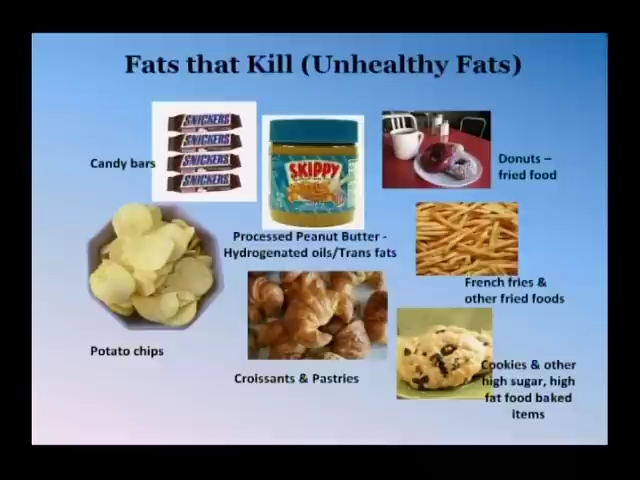 Fats that Kill (Unhealthy Fats)
SNICKERS
SNICKERS
SNICKERS
SNICKERS
Candy bars
SKIPPY
Donuts –
fried food
Processed Peanut Butter -
Hydrogenated oils/Trans fats
French fries &
other fried foods
Potato chips
Croissants & Pastries
Cookies & other
high sugar, high
fat food baked
items